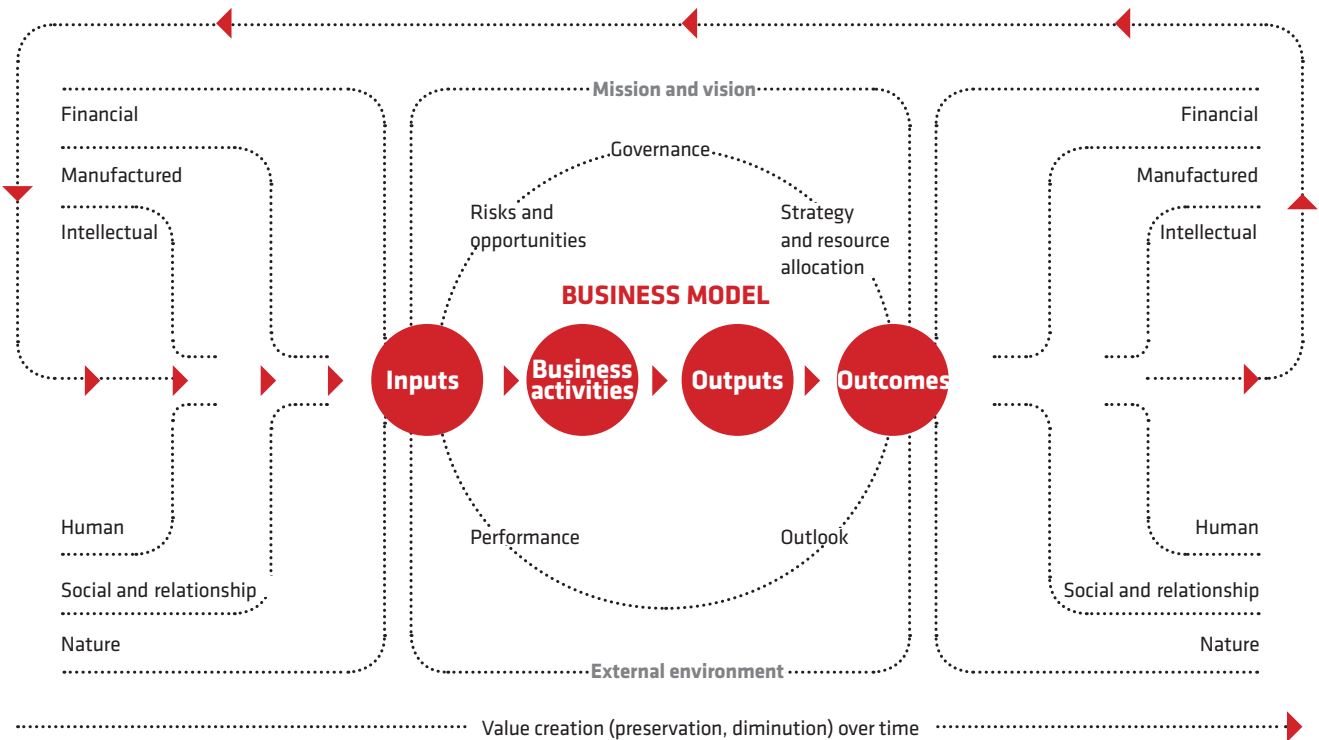 Mission and vision
Financial
Manufactured
Intellectual
Human
Social and relationship
Nature
Governance
Risks and
opportunities
Strategy
and resource
allocation
BUSINESS MODEL
Inputs
Business
activities
Outputs
Outcomes
Performance
Outlook
External environment
Financial
Manufactured
Intellectual
Human
Social and relationship
Nature
Value creation (preservation, diminution) over time